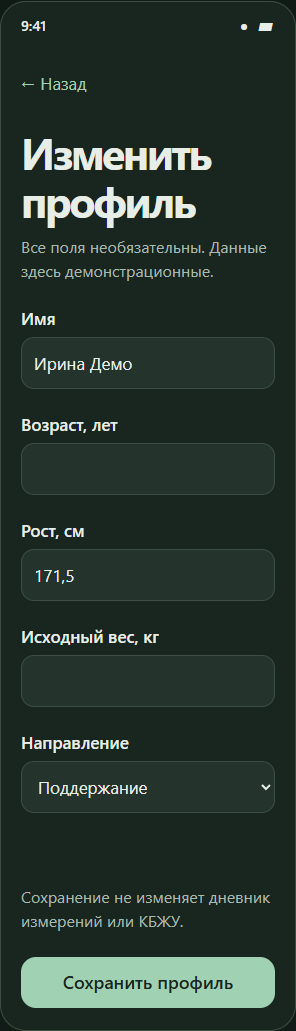 9:41
← Назад
Изменить
профиль
Все поля необязательны. Данные
здесь демонстрационные.
Имя
Ирина Демо
Возраст, лет
Рост, см
171,5
Исходный вес, кг
Направление
Поддержание
Сохранение не изменяет дневник
измерений или КБЖУ.
Сохранить профиль